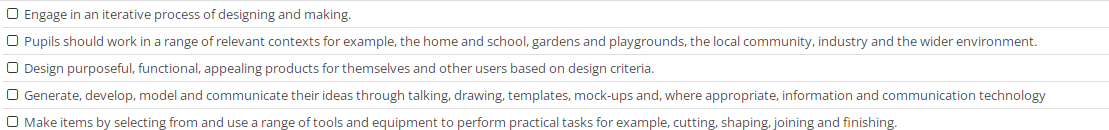 Engage in an iterative process of designing and making.
Pupils should work in a range of relevant contexts for example, the home and school, gardens and playgrounds, the local community, industry and the wider environment.
Design purposeful, functional, appealing products for themselves and other users based on design criteria.
Generate, develop, model and communicate their ideas through talking, drawing, templates, mock-ups and, where appropriate, information and communication technology
Make items by selecting from and use a range of tools and equipment to perform practical tasks for example, cutting, shaping, joining and finishing.